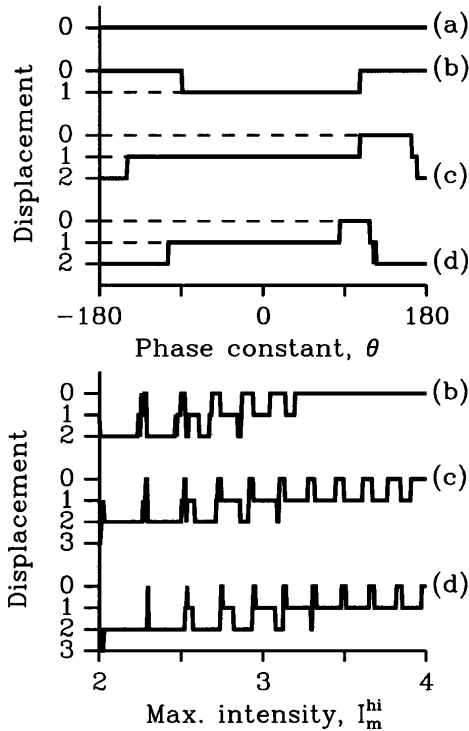 0 (a)
0 (b)
1
0
1
2 (c)
0
1
2 (d)
Displacement
−180 0 180
Phase constant, θ
0 (b)
1
2
0 (c)
1
2
3
0 (d)
1
2
3
Displacement
2 3 4
Max. intensity, I_m^hi